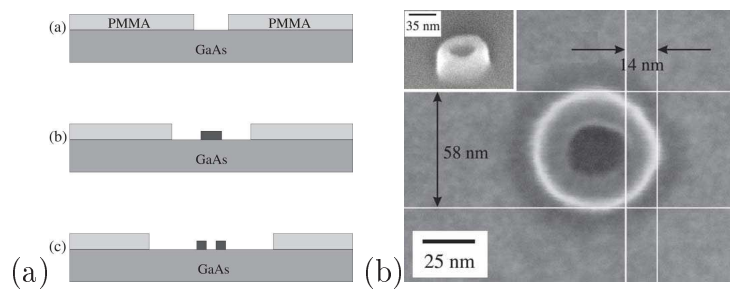 (a)
PMMA PMMA
GaAs
(b)
GaAs
(c)
GaAs
(a)
35 nm
14 nm
58 nm
25 nm
(b)